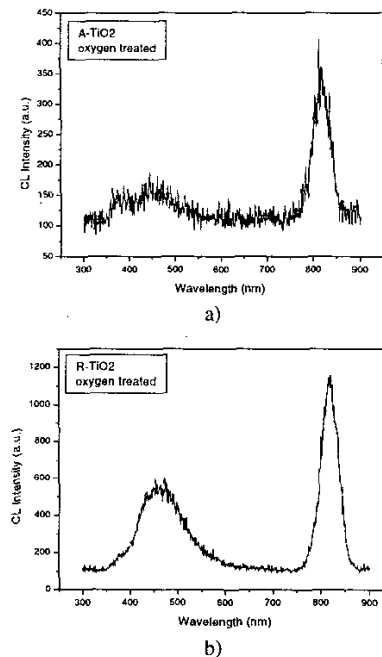 A-TiO2
oxygen treated
450
400
350
300
250
200
150
100
50
CL Intensity (a.u.)
300 400 500 600 700 800 900
Wavelength (nm)
a)
R-TiO2
oxygen treated
1200
1000
800
600
400
200
0
CL Intensity (a.u.)
300 400 500 600 700 800 900
Wavelength (nm)
b)